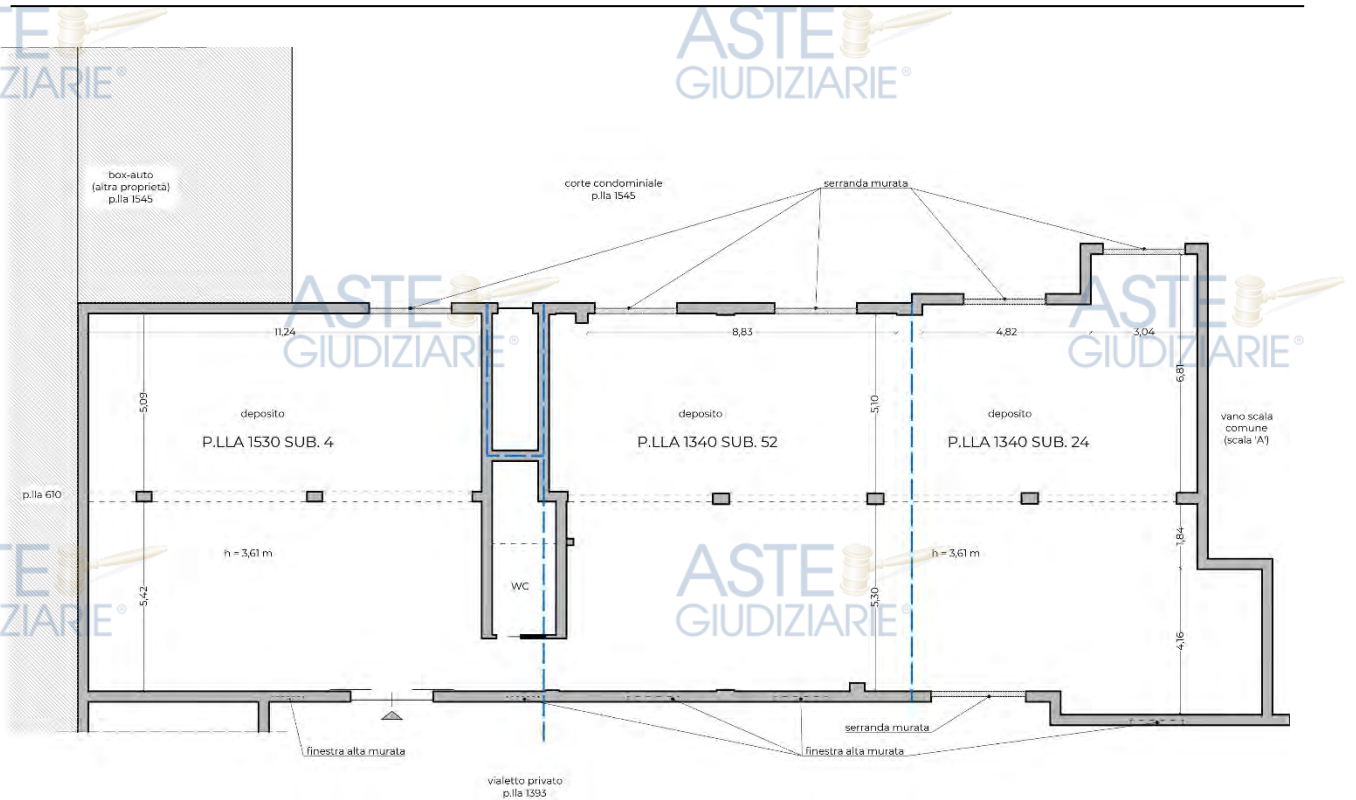 ASTE
GIUDIZIARIE®
E
ZIARIE®
box-auto
(altra proprietà)
p.lla 1545
corte condominiale
p.lla 1545
serranda murata
ASTE
GIUDIZIARIE®
ASTE
GIUDIZIARIE®
11,24
8,83
4,82
3,04
5,09
5,10
6,81
deposito
P.LLA 1530 SUB. 4
deposito
P.LLA 1340 SUB. 52
deposito
P.LLA 1340 SUB. 24
vano scala
comune
(scala 'A')
p.lla 610
h = 3,61 m
h = 3,61 m
1,84
E
ZIARIE®
ASTE
GIUDIZIARIE®
WC
5,42
5,30
4,16
serranda murata
finestra alta murata
finestra alta murata
vialetto privato
p.lla 1393